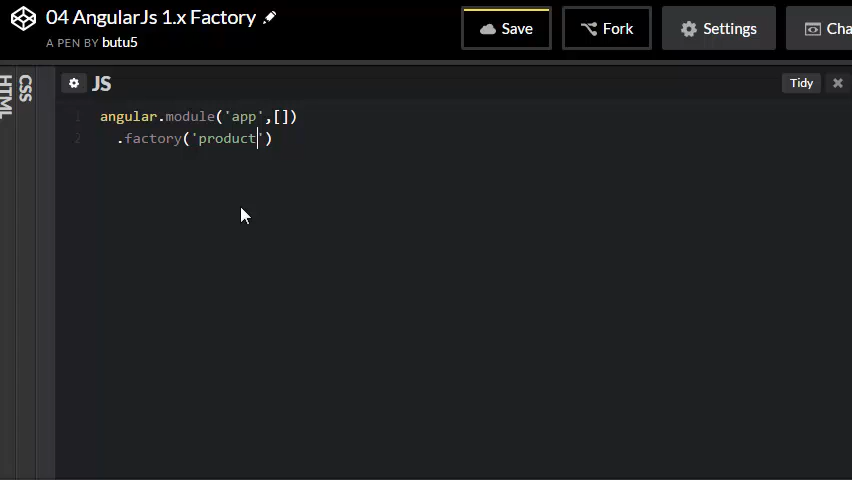 04 AngularJs 1.x Factory
A PEN BY butu5
Save
Fork
Settings
Cha
HTML
CSS
JS
Tidy
1 angular.module('app',[])
2 .factory('product')